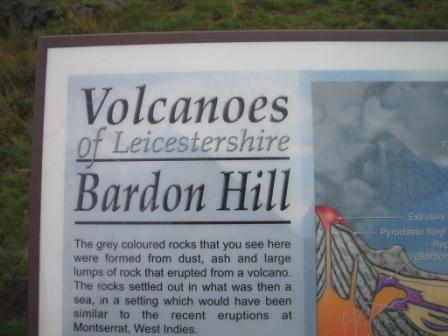 Volcanoes
of Leicestershire
Bardon Hill
The grey coloured rocks that you see here
were formed from dust, ash and large
lumps of rock that erupted from a volcano.
The rocks settled out in what was then a
sea, in a setting which would have been
similar to the recent eruptions at
Montserrat, West Indies.
Extrusive
Pyroclastic flow
(Bardon